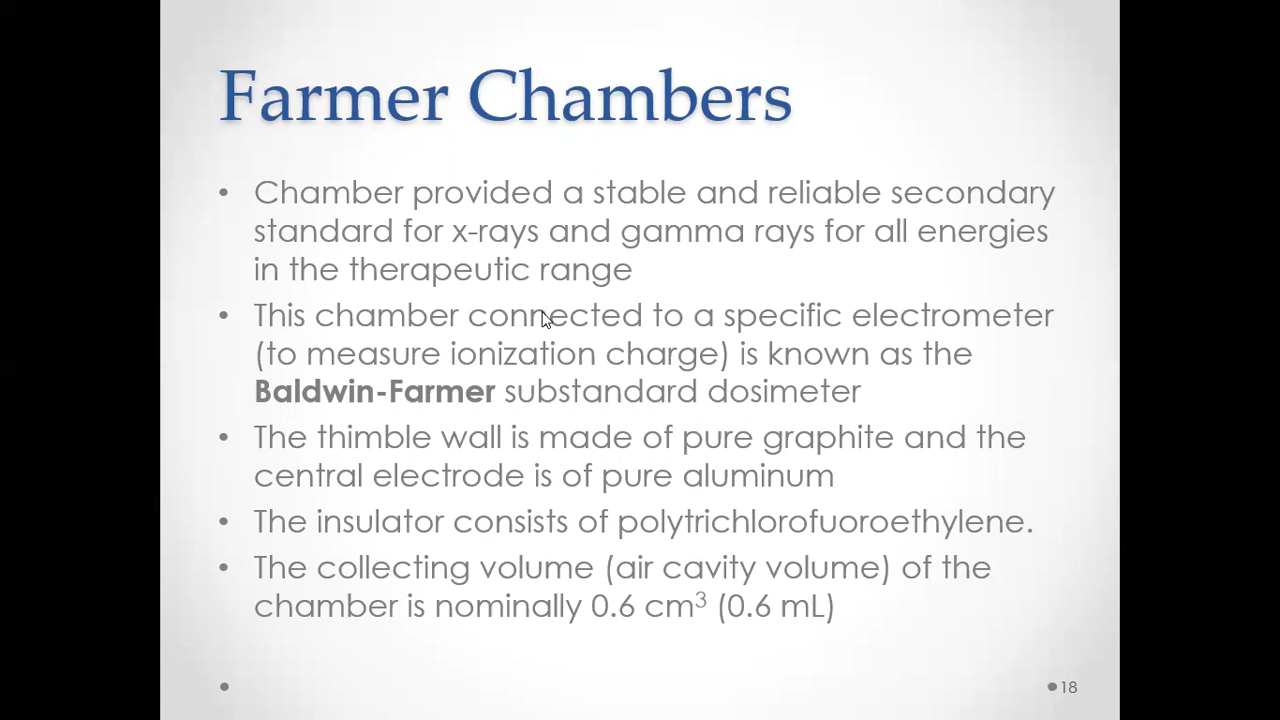 Farmer Chambers
• Chamber provided a stable and reliable secondary
standard for x-rays and gamma rays for all energies
in the therapeutic range
• This chamber connected to a specific electrometer
(to measure ionization charge) is known as the
Baldwin-Farmer substandard dosimeter
• The thimble wall is made of pure graphite and the
central electrode is of pure aluminum
• The insulator consists of polytrichlorofuoroethylene.
• The collecting volume (air cavity volume) of the
chamber is nominally 0.6 cm³ (0.6 mL)
18